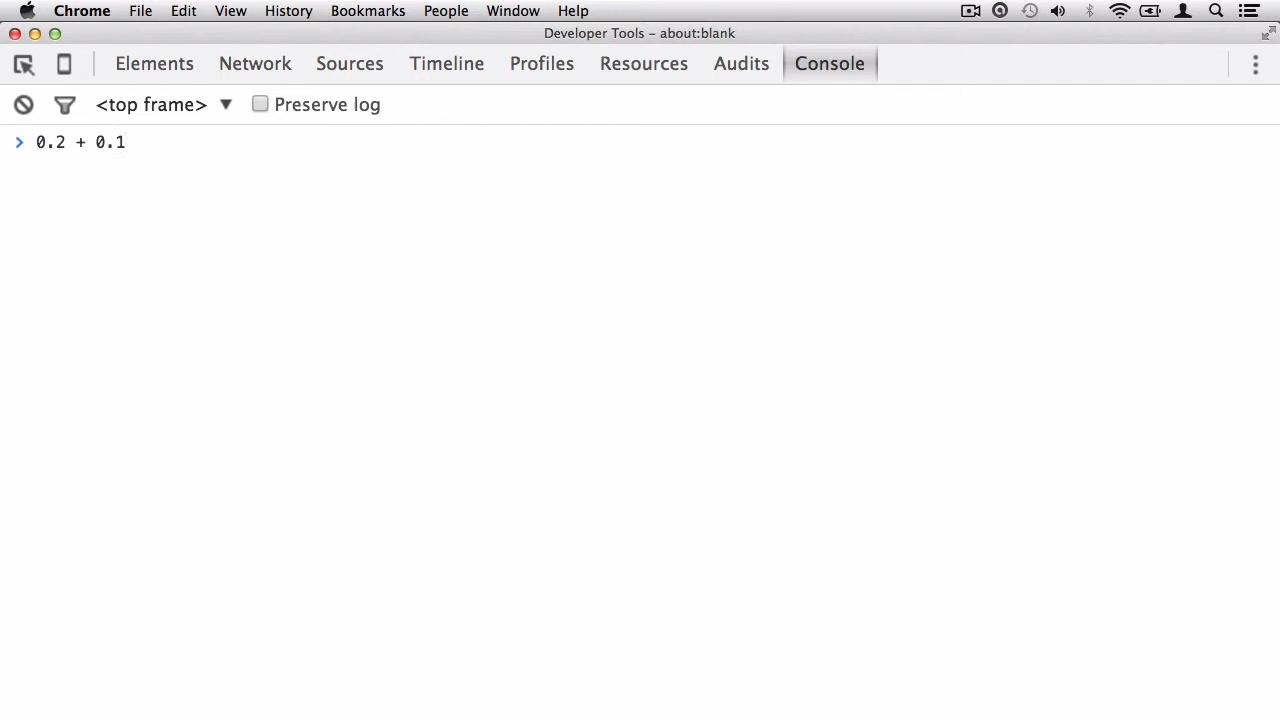 Chrome File Edit View History Bookmarks People Window Help
Developer Tools – about:blank
Elements Network Sources Timeline Profiles Resources Audits Console
<top frame> ▼ Preserve log
> 0.2 + 0.1